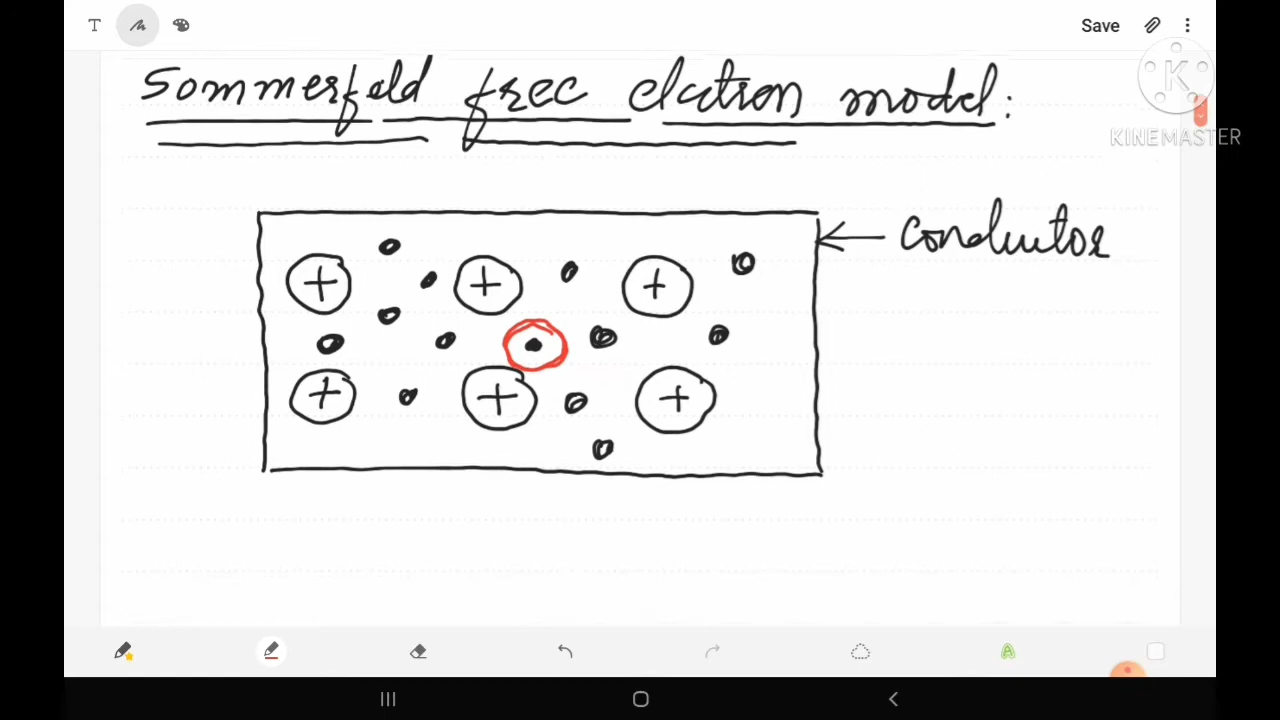 T
Save
K
KINEMASTER
Sommerfeld free electron model:
conductor
+ + +
+ + +
A